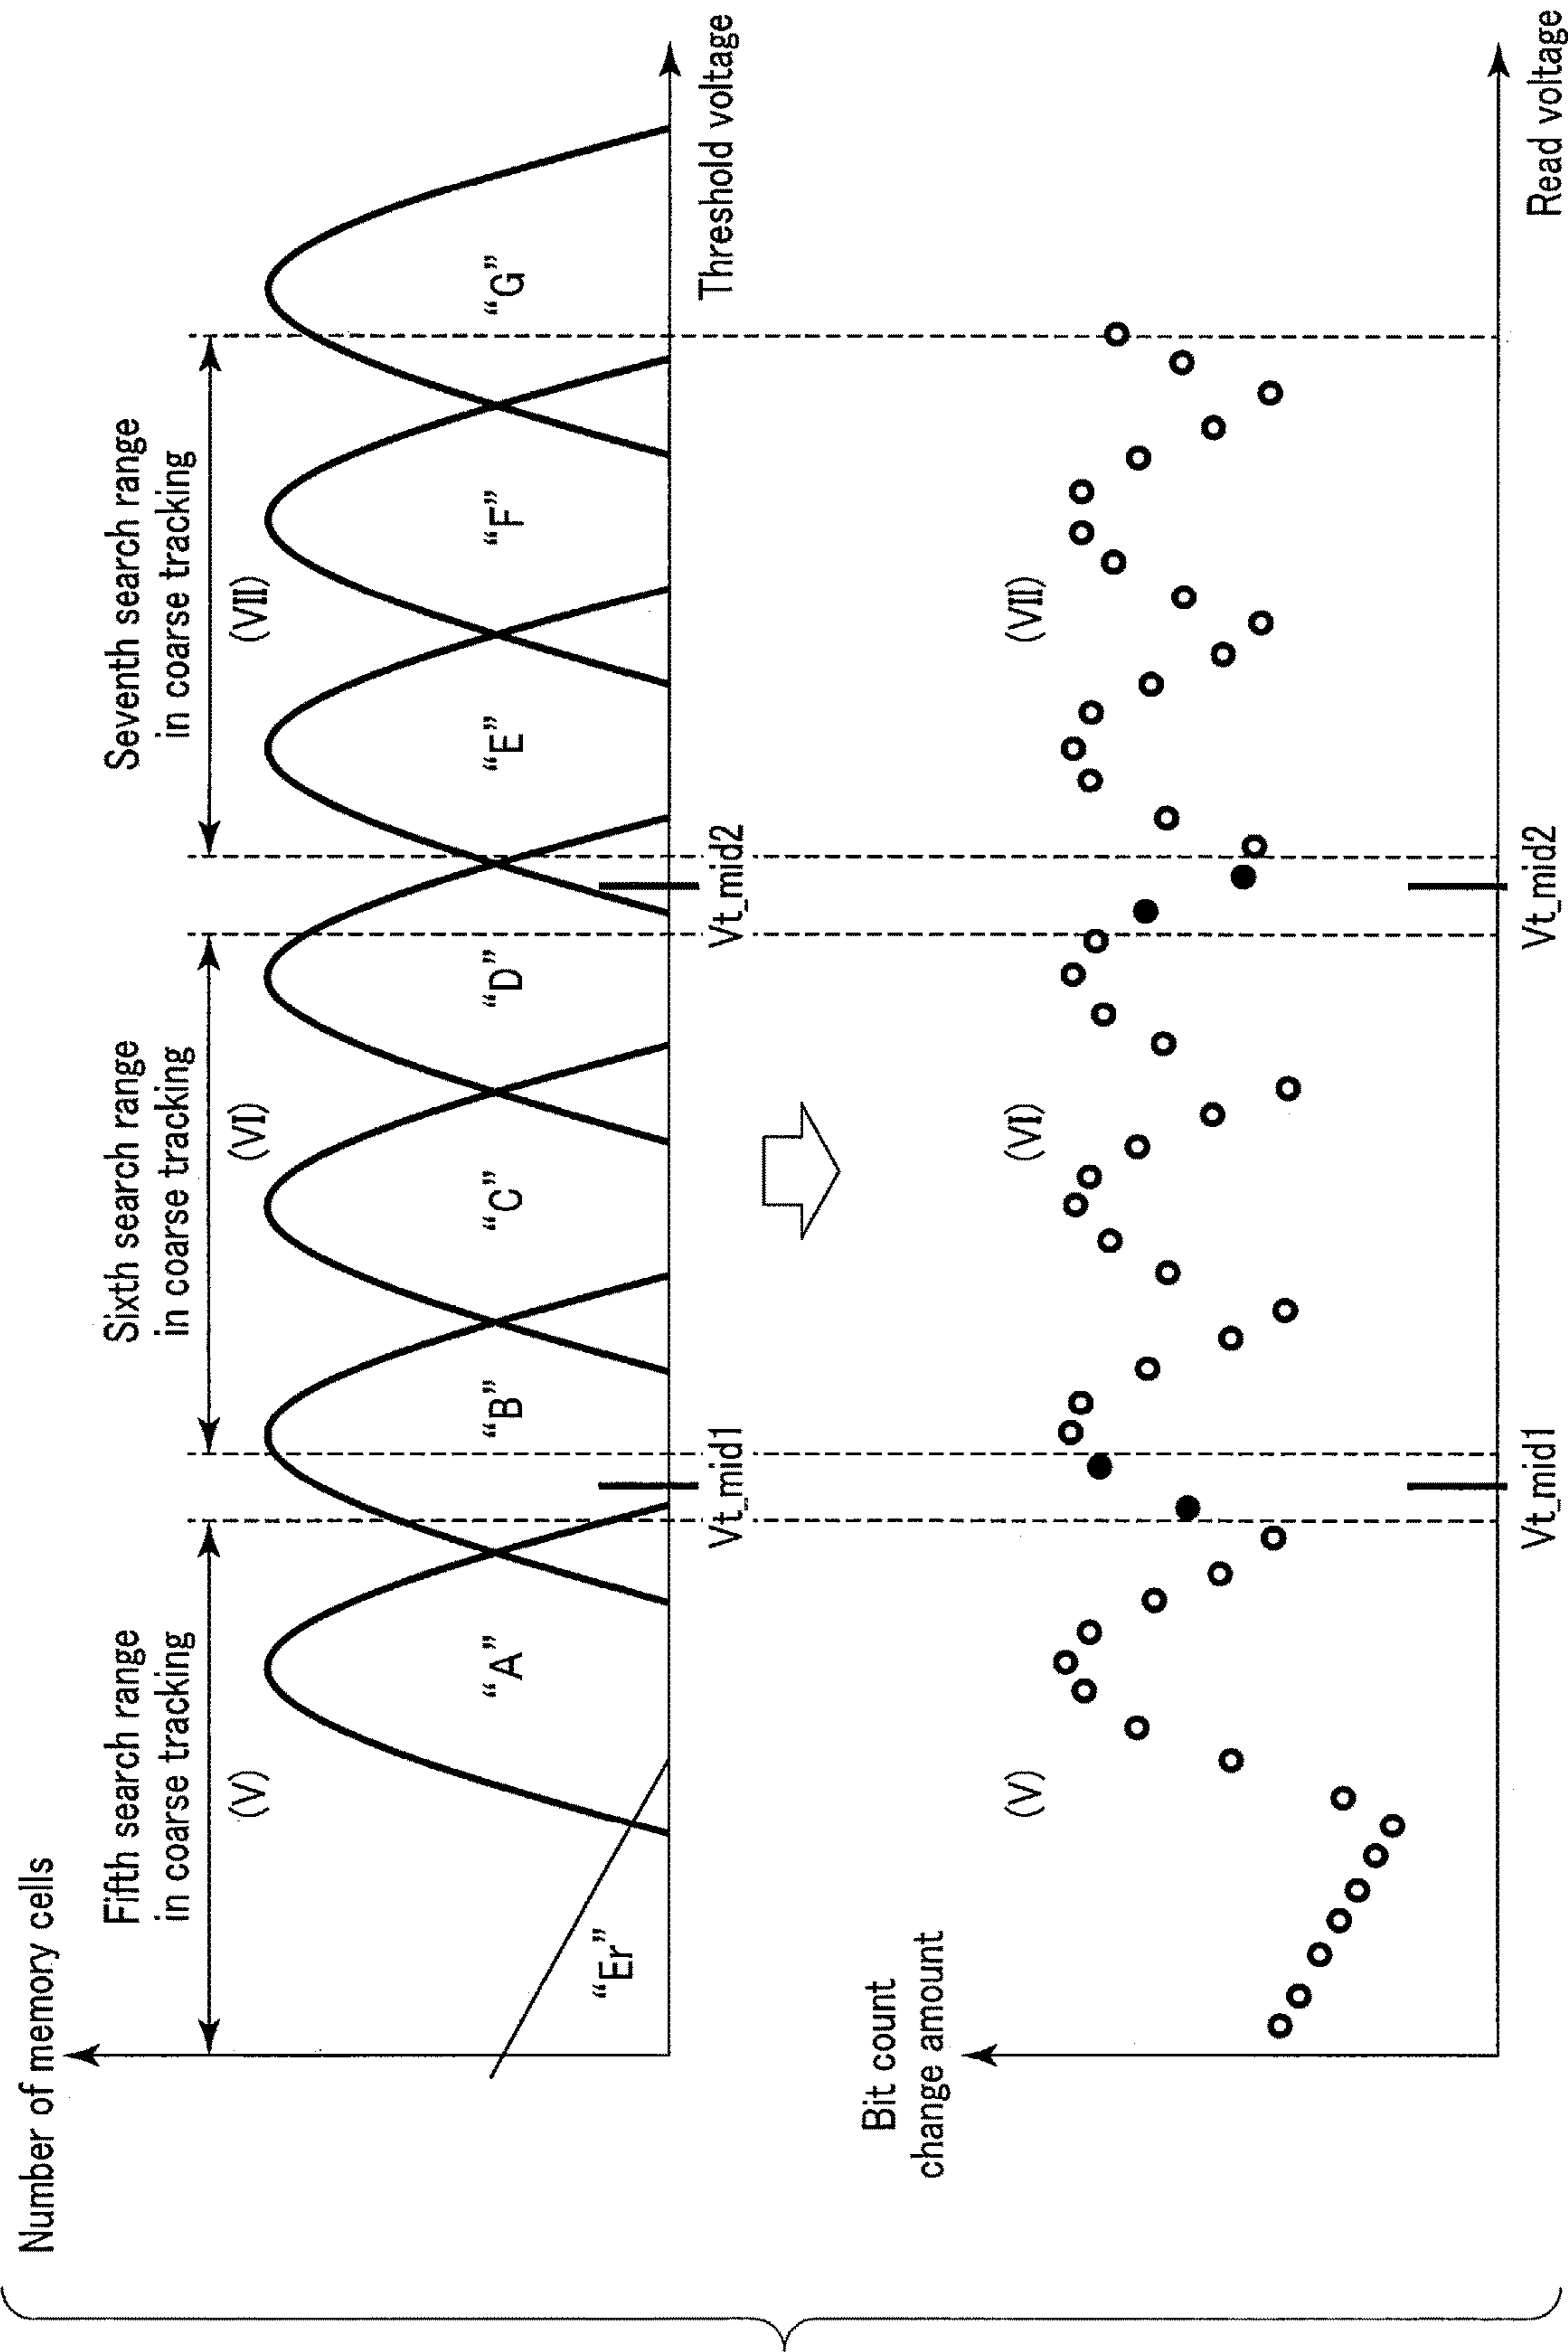 Number of memory cells
Fifth search range
in coarse tracking
Sixth search range
in coarse tracking
Seventh search range
in coarse tracking
(V)
(VI)
(VII)
“Er”
“A”
“B”
“C”
“D”
“E”
“F”
“G”
Vt_mid1
Vt_mid2
Threshold voltage
Bit count
change amount
(V)
(VI)
(VII)
Vt_mid1
Vt_mid2
Read voltage